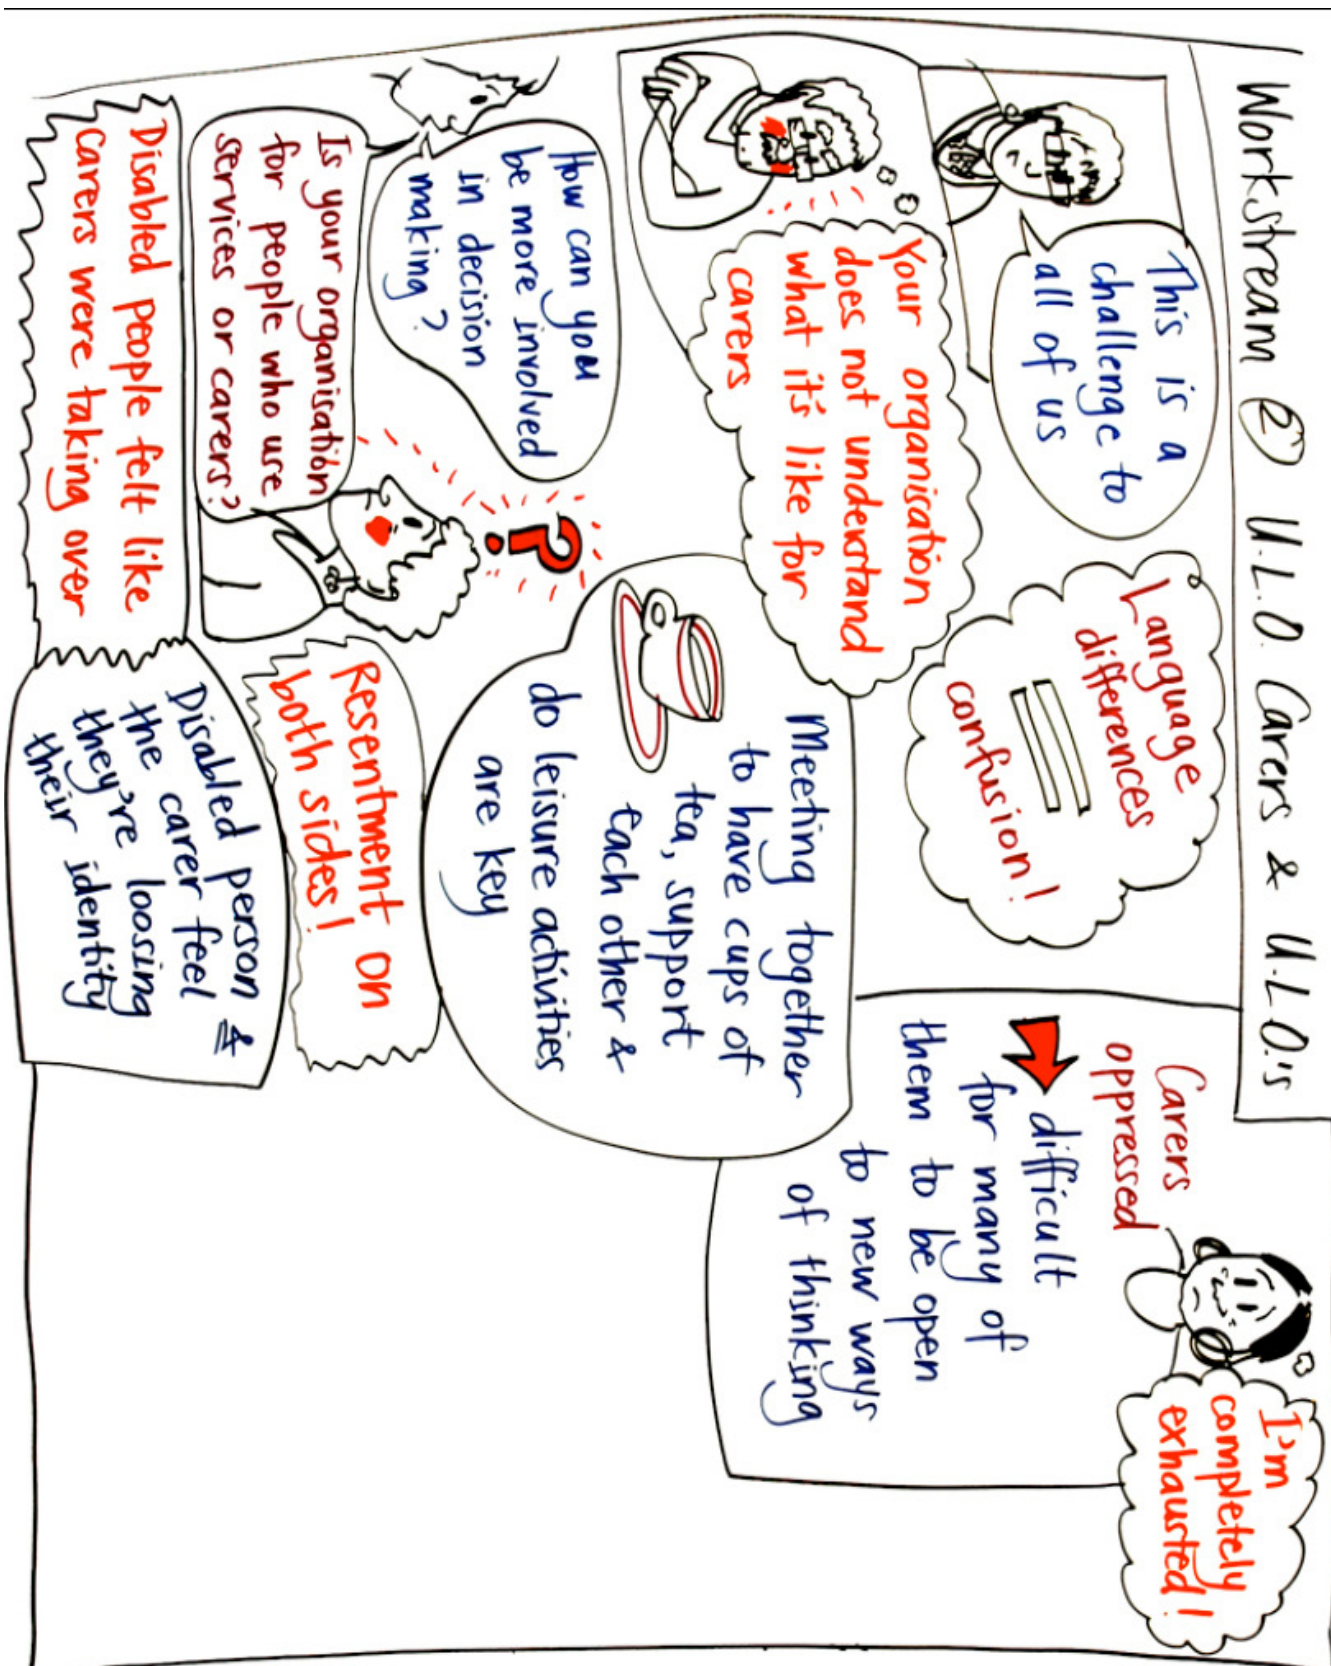 Workstream ② U.L.O. Carers & U.L.O.'s
This is a
challenge to
all of us
Language
differences
=
confusion!
Carers
oppressed
difficult
for many of
them to be open
to new ways
of thinking
I'm
completely
exhausted!
Your organisation
does not understand
what it's like for
carers
Meeting together
to have cups of
tea, support
each other &
do leisure activities
are key
How can you
be more involved
in decision
making?
?
Is your organisation
for people who use
services or carers?
Resentment on
both sides!
Disabled people felt like
carers were taking over
Disabled person &
the carer feel
they're loosing
their identity